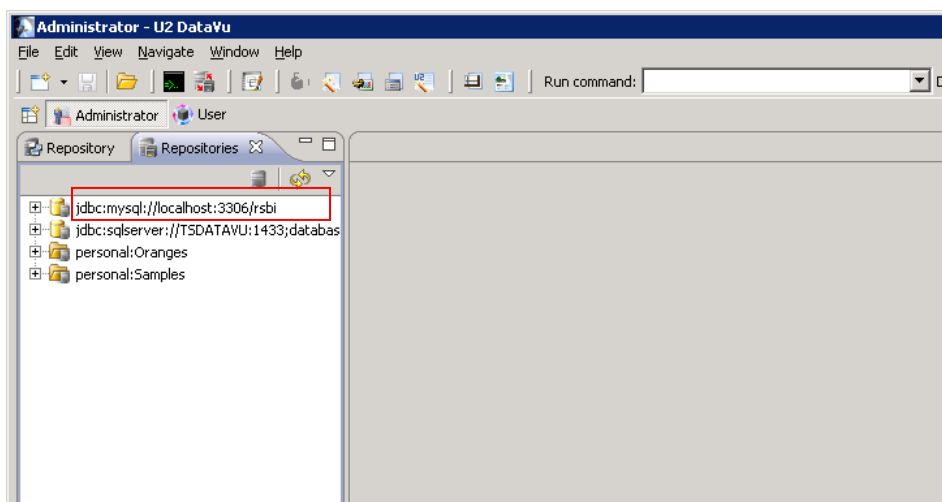 Administrator - U2 DataVu
File Edit View Navigate Window Help
Run command:
Administrator User
Repository Repositories
jdbc:mysql://localhost:3306/rsbi
jdbc:sqlserver://TSDATAVU:1433;databas
personal:Oranges
personal:Samples